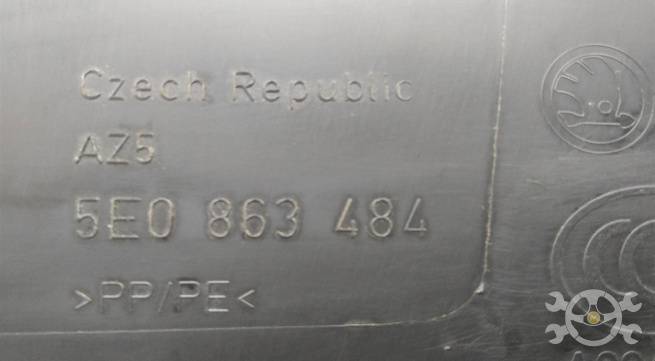 Czech Republic
AZ5
5E0 863 484
>PP/PE<